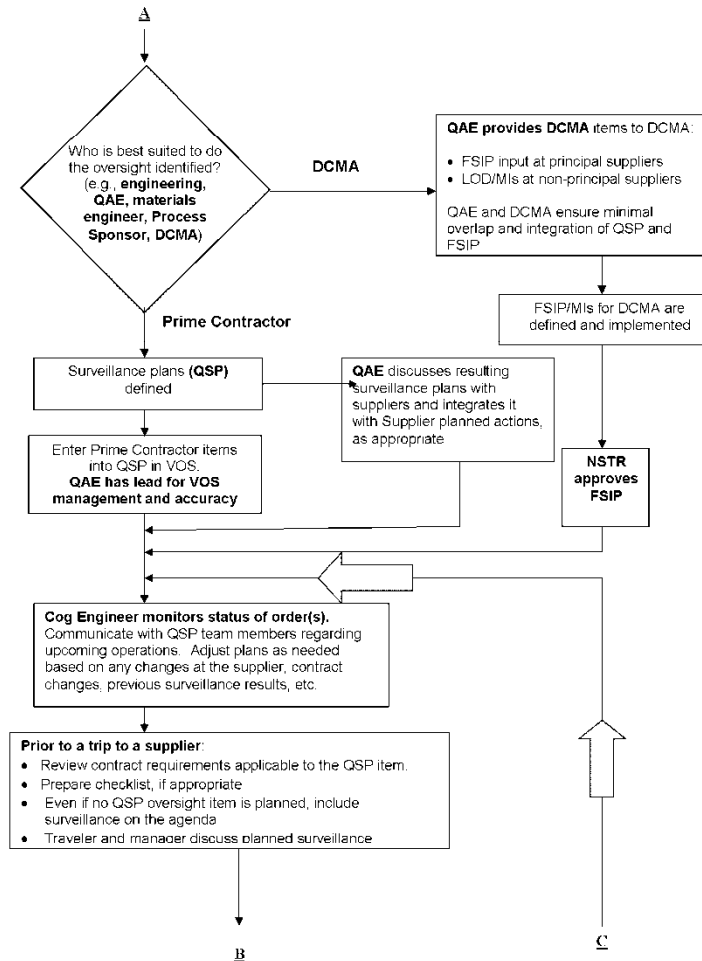 A
Who is best suited to do
the oversight identified?
(e.g., engineering,
QAE, materials
engineer, Process
Sponsor, DCMA)
DCMA
QAE provides DCMA items to DCMA:
• FSIP input at principal suppliers
• LOD/MIs at non-principal suppliers
QAE and DCMA ensure minimal
overlap and integration of QSP and
FSIP
FSIP/MIs for DCMA are
defined and implemented
NSTR
approves
FSIP
Prime Contractor
Surveillance plans (QSP)
defined
QAE discusses resulting
surveillance plans with
suppliers and integrates it
with Supplier planned actions,
as appropriate
Enter Prime Contractor items
into QSP in VOS.
QAE has lead for VOS
management and accuracy
Cog Engineer monitors status of order(s).
Communicate with QSP team members regarding
upcoming operations. Adjust plans as needed
based on any changes at the supplier, contract
changes, previous surveillance results, etc.
Prior to a trip to a supplier:
• Review contract requirements applicable to the QSP item.
• Prepare checklist, if appropriate
• Even if no QSP oversight item is planned, include
surveillance on the agenda
• Traveler and manager discuss planned surveillance
B
C